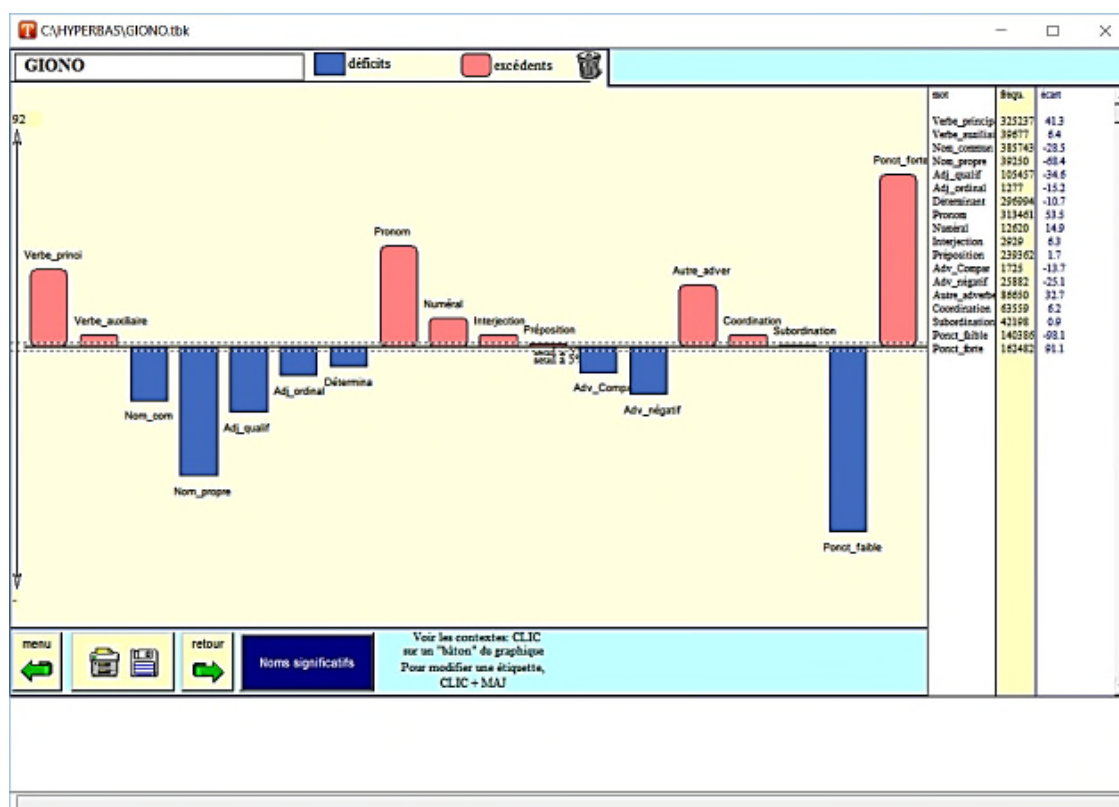 C:\HYPERBAS\GIONO.tbk
GIONO
déficits
excédents
92
Verbe_princi
Verbe_auxiliaire
Nom_com
Nom_propre
Adj_qualif
Adj_ordinal
Détermina
Pronom
Numéral
Interjection
Préposition
seuil à 5%
Adv_Compa
Adv_négatif
Autre_adver
Coordination
Subordination
Ponct_faible
Ponct_forte
-
mot fréqu. écart
Verbe_princip 325237 41.3
Verbe_auxiliai 39677 6.4
Nom_commun 385743 -28.5
Nom_propre 39250 -68.4
Adj_qualif 105457 -34.6
Adj_ordinal 1277 -15.2
Déterminant 296994 -10.7
Pronom 313461 53.5
Numéral 12620 14.9
Interjection 2929 6.3
Préposition 239362 1.7
Adv_Compar 1725 -13.7
Adv_négatif 25882 -25.1
Autre_adverbe 86650 32.7
Coordination 63559 6.2
Subordination 42198 0.9
Ponct_faible 140386 -98.1
Ponct_forte 162482 91.1
menu
retour
Noms significatifs
Voir les contextes: CLIC
sur un "bâton" du graphique
Pour modifier une étiquette,
CLIC + MAJ